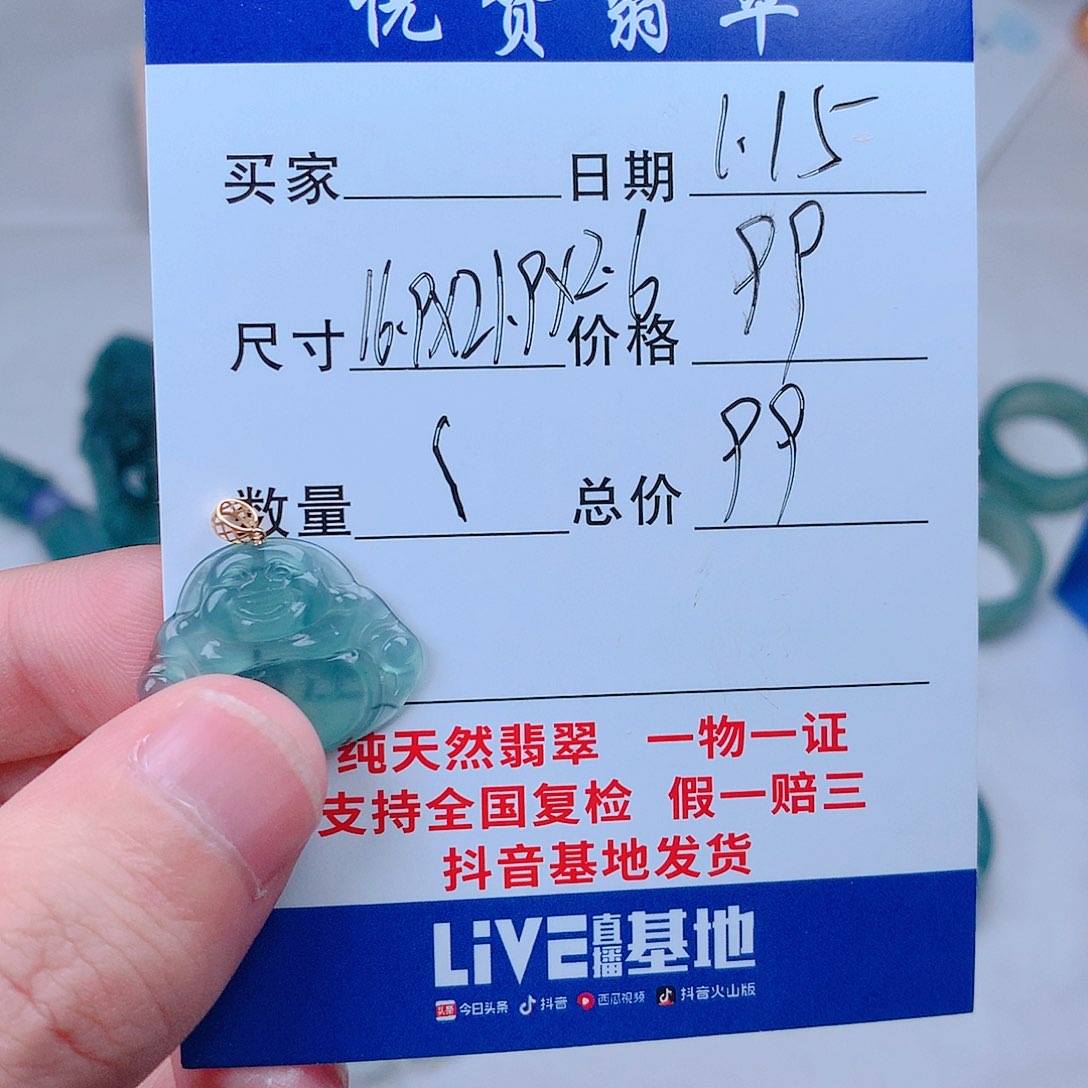 优货翡翠
买家 日期 1.15
尺寸 16.9x21.9x2.6 价格 99
数量 1 总价 99
纯天然翡翠 一物一证
支持全国复检 假一赔三
抖音基地发货
LiVE直播基地
头条 今日头条 抖音 西瓜视频 抖音火山版